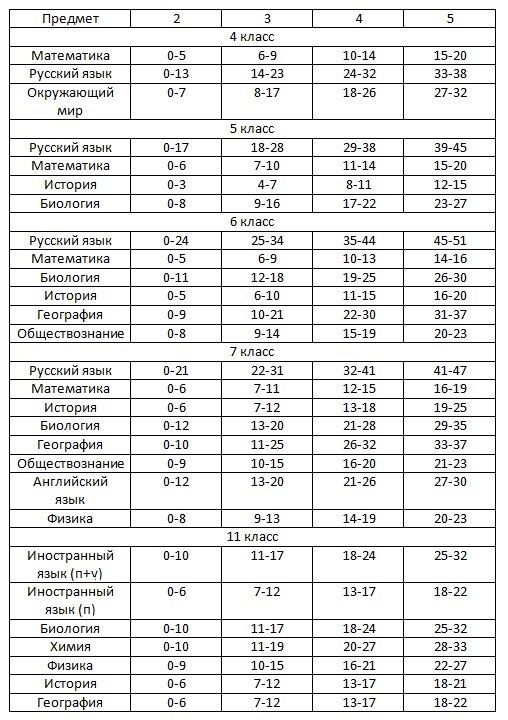 Предмет 2 3 4 5
4 класс
Математика 0-5 6-9 10-14 15-20
Русский язык 0-13 14-23 24-32 33-38
Окружающий 0-7 8-17 18-26 27-32
мир
5 класс
Русский язык 0-17 18-28 29-38 39-45
Математика 0-6 7-10 11-14 15-20
История 0-3 4-7 8-11 12-15
Биология 0-8 9-16 17-22 23-27
6 класс
Русский язык 0-24 25-34 35-44 45-51
Математика 0-5 6-9 10-13 14-16
Биология 0-11 12-18 19-25 26-30
История 0-5 6-10 11-15 16-20
География 0-9 10-21 22-30 31-37
Обществознание 0-8 9-14 15-19 20-23
7 класс
Русский язык 0-21 22-31 32-41 41-47
Математика 0-6 7-11 12-15 16-19
История 0-6 7-12 13-18 19-25
Биология 0-12 13-20 21-28 29-35
География 0-10 11-25 26-32 33-37
Обществознание 0-9 10-15 16-20 21-23
Английский 0-12 13-20 21-26 27-30
язык
Физика 0-8 9-13 14-19 20-23
11 класс
Иностранный 0-10 11-17 18-24 25-32
язык (п+у)
Иностранный 0-6 7-12 13-17 18-22
язык (п)
Биология 0-10 11-17 18-24 25-32
Химия 0-10 11-19 20-27 28-33
Физика 0-9 10-15 16-21 22-27
История 0-6 7-12 13-17 18-21
География 0-6 7-12 13-17 18-22